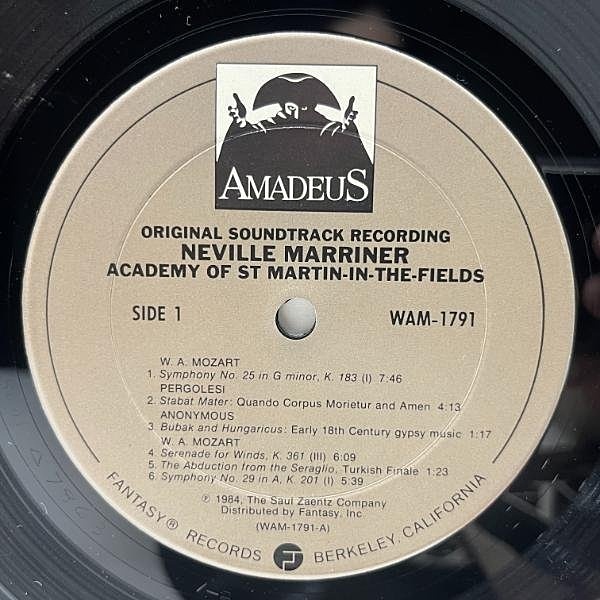 AMADEUS
ORIGINAL SOUNDTRACK RECORDING
NEVILLE MARRINER
ACADEMY OF ST MARTIN-IN-THE-FIELDS
SIDE 1
WAM-1791
W. A. MOZART
1. Symphony No. 25 in G minor, K. 183 (I) 7:46
PERGOLESI
2. Stabat Mater: Quando Corpus Morietur and Amen 4:13
ANONYMOUS
3. Bubak and Hungaricus: Early 18th Century gypsy music 1:17
W. A. MOZART
4. Serenade for Winds, K. 361 (III) 6:09
5. The Abduction from the Seraglio, Turkish Finale 1:23
6. Symphony No. 29 in A, K. 201 (I) 5:39
℗ 1984, The Saul Zaentz Company
Distributed by Fantasy, Inc
(WAM-1791-A)
FANTASY® RECORDS BERKELEY, CALIFORNIA